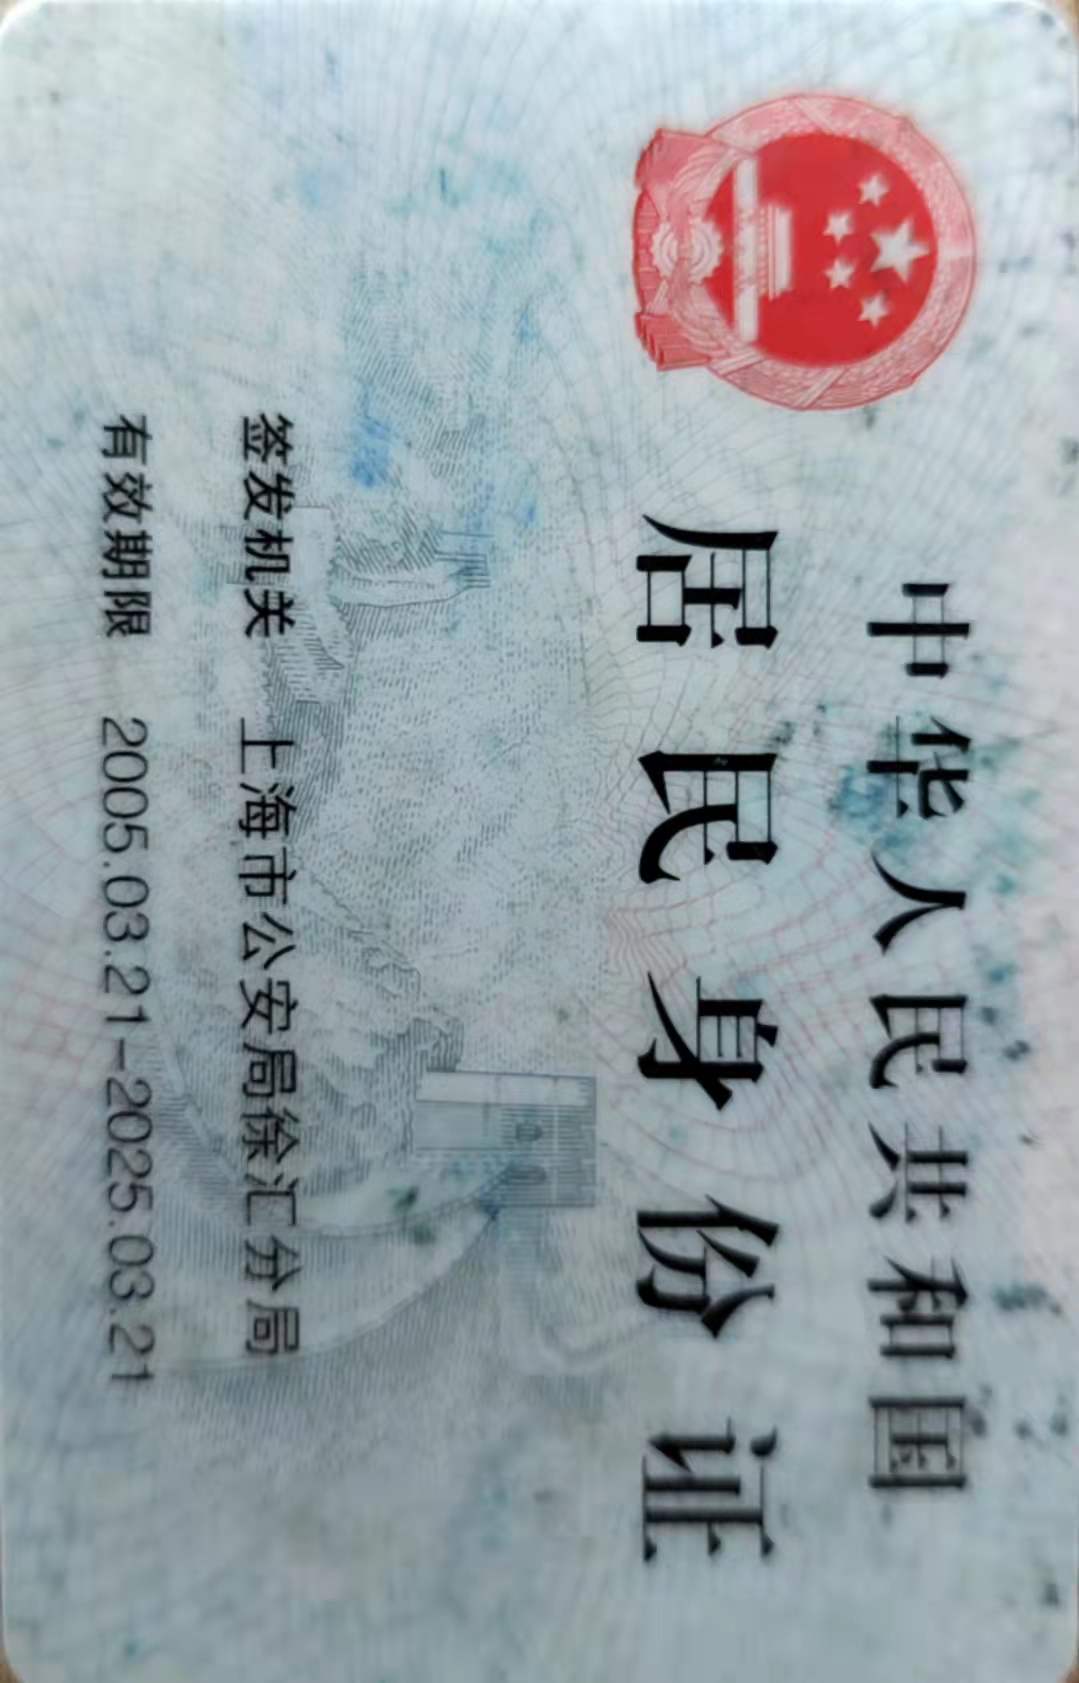 中华人民共和国
居民身份证
签发机关 上海市公安局徐汇分局
有效期限 2005.03.21-2025.03.21